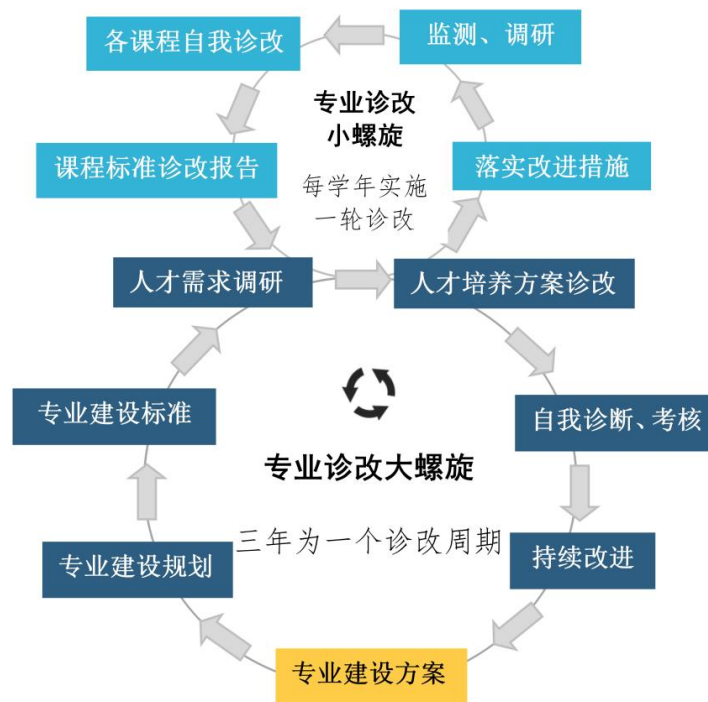 各课程自我诊改
监测、调研
专业诊改
小螺旋
课程标准诊改报告
落实改进措施
每学年实施
一轮诊改
人才需求调研
人才培养方案诊改
专业建设标准
自我诊断、考核
专业诊改大螺旋
三年为一个诊改周期
专业建设规划
持续改进
专业建设方案